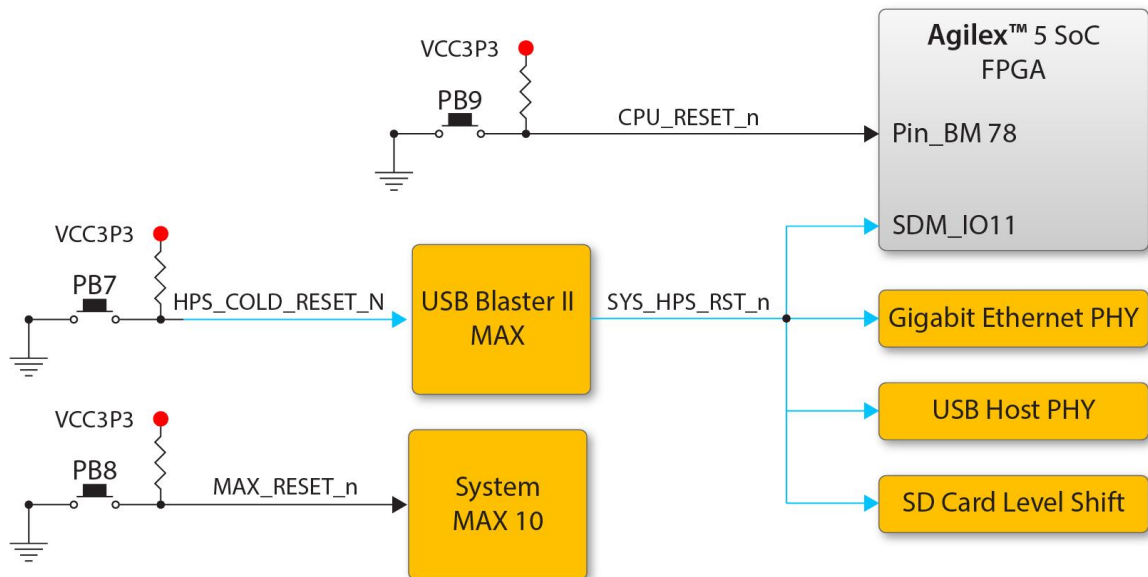 VCC3P3
PB9
CPU_RESET_n
Agilex™ 5 SoC
FPGA
Pin_BM 78
SDM_IO11
VCC3P3
PB7
HPS_COLD_RESET_N
USB Blaster II
MAX
SYS_HPS_RST_n
Gigabit Ethernet PHY
USB Host PHY
SD Card Level Shift
VCC3P3
PB8
MAX_RESET_n
System
MAX 10